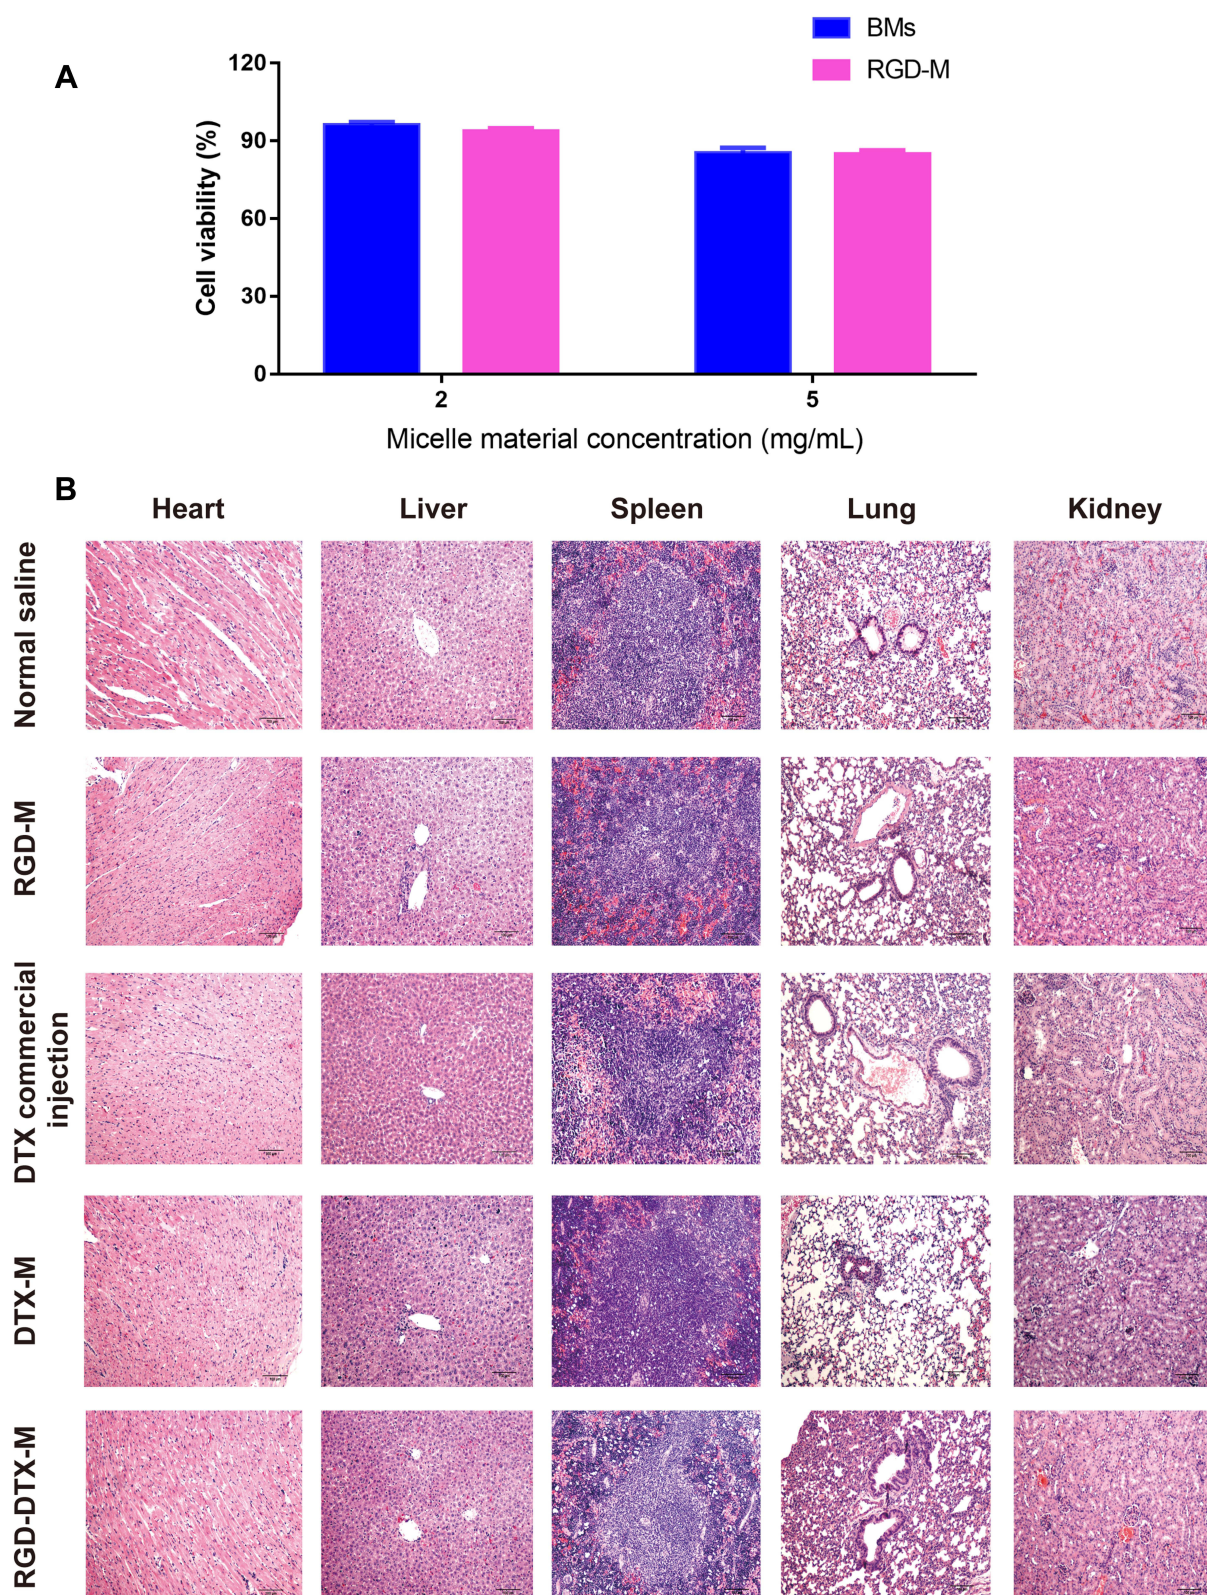 A
BMs
RGD-M
120
90
60
30
0
Cell viability (%)
2
5
Micelle material concentration (mg/mL)
B
Heart
Liver
Spleen
Lung
Kidney
Normal saline
RGD-M
DTX commercial
injection
DTX-M
RGD-DTX-M